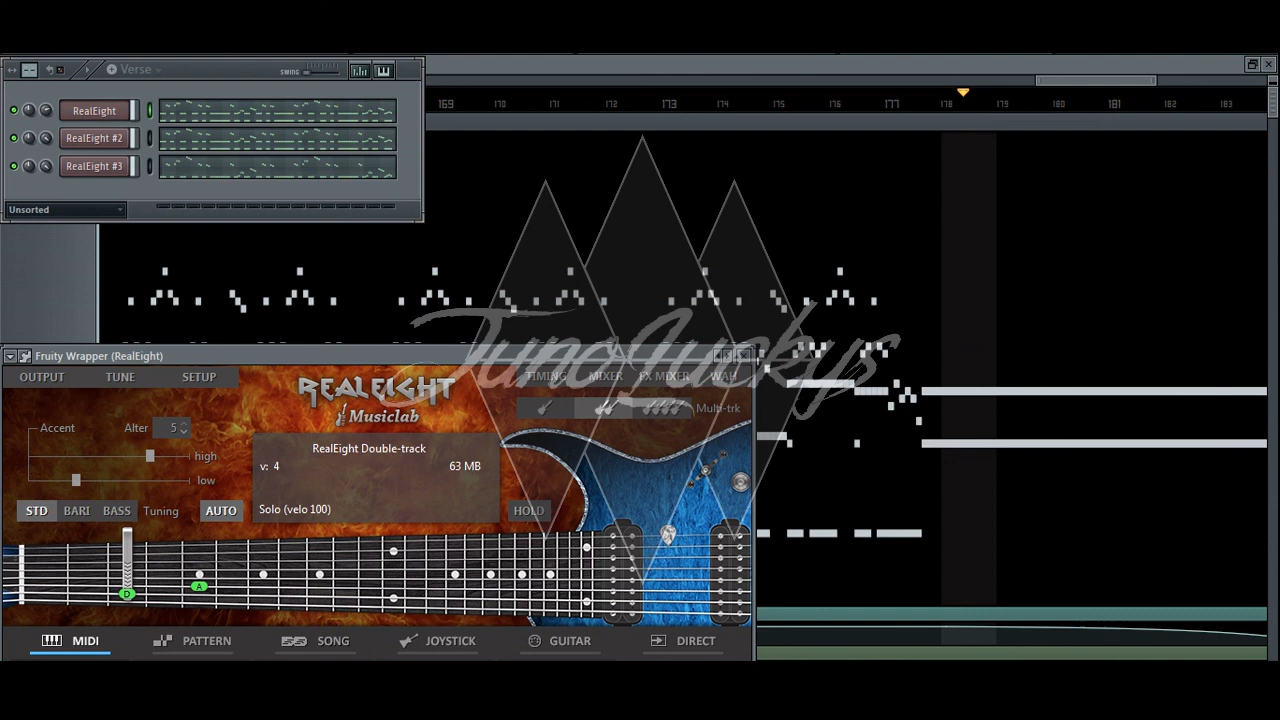 Verse
SWING
169 170 171 172 173 174 175 176 177 178 179 180 181 182 183
RealEight
RealEight #2
RealEight #3
Unsorted
Fruity Wrapper (RealEight)
OUTPUT TUNE SETUP
REALEIGHT
Musiclab
TIMING MIXER FX MIXER WAH
Multi-trk
JunoLuckys
Accent Alter 5
high
low
RealEight Double-track
v: 4 63 MB
Solo (velo 100)
STD BARI BASS Tuning AUTO HOLD
D
A
MIDI PATTERN SONG JOYSTICK GUITAR DIRECT